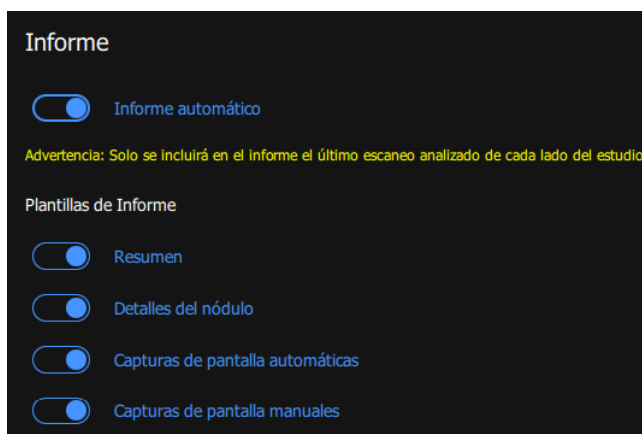 Informe
Informe automático
Advertencia: Solo se incluirá en el informe el último escaneo analizado de cada lado del estudio
Plantillas de Informe
Resumen
Detalles del nódulo
Capturas de pantalla automáticas
Capturas de pantalla manuales